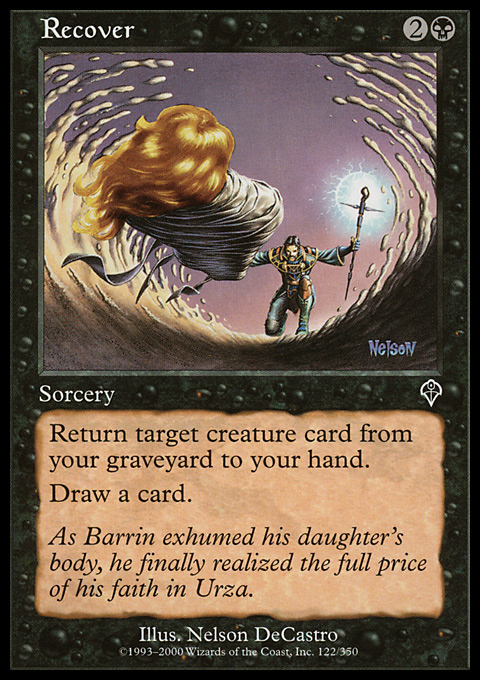 Recover 2
NELSON
Sorcery
Return target creature card from
your graveyard to your hand.
Draw a card.
As Barrin exhumed his daughter's
body, he finally realized the full price
of his faith in Urza.
Illus. Nelson DeCastro
©1993–2000 Wizards of the Coast, Inc. 122/350